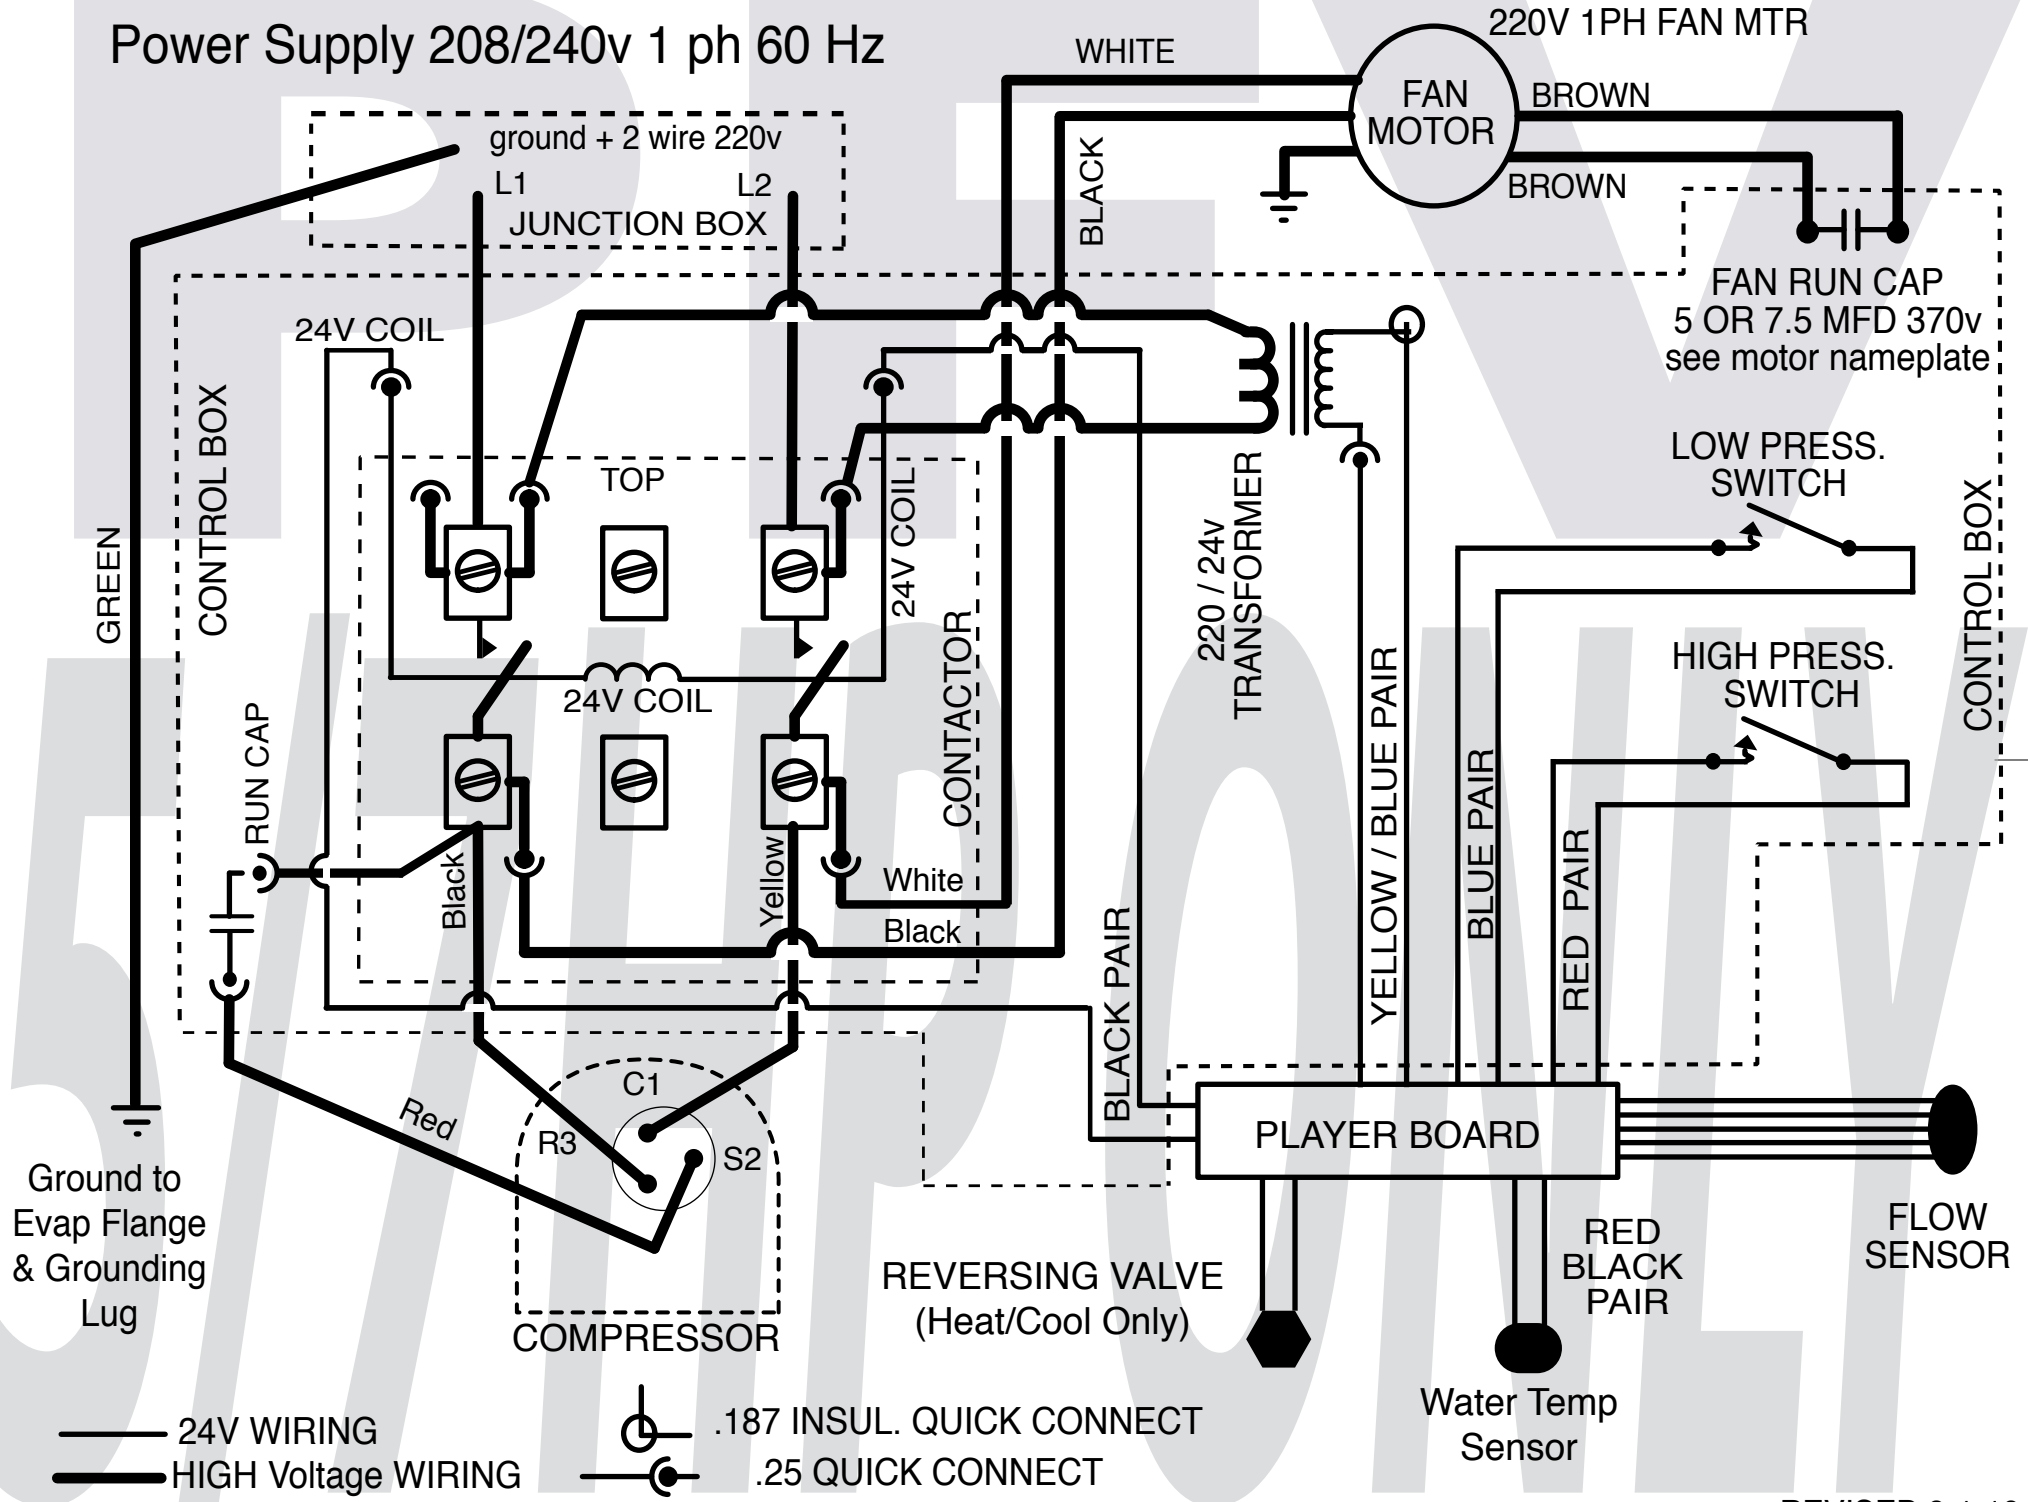 Power Supply 208/240v 1 ph 60 Hz
220V 1PH FAN MTR
WHITE
FAN
MOTOR
BROWN
BROWN
BLACK
ground + 2 wire 220v
L1
L2
JUNCTION BOX
FAN RUN CAP
5 OR 7.5 MFD 370v
see motor nameplate
24V COIL
CONTROL BOX
GREEN
TOP
24V COIL
24V COIL
CONTACTOR
220 / 24v
TRANSFORMER
LOW PRESS.
SWITCH
HIGH PRESS.
SWITCH
CONTROL BOX
RUN CAP
Black
Yellow
White
Black
BLACK PAIR
YELLOW / BLUE PAIR
BLUE PAIR
RED PAIR
C1
R3
S2
Red
COMPRESSOR
Ground to
Evap Flange
& Grounding
Lug
PLAYER BOARD
FLOW
SENSOR
RED
BLACK
PAIR
REVERSING VALVE
(Heat/Cool Only)
Water Temp
Sensor
24V WIRING
HIGH Voltage WIRING
.187 INSUL. QUICK CONNECT
.25 QUICK CONNECT